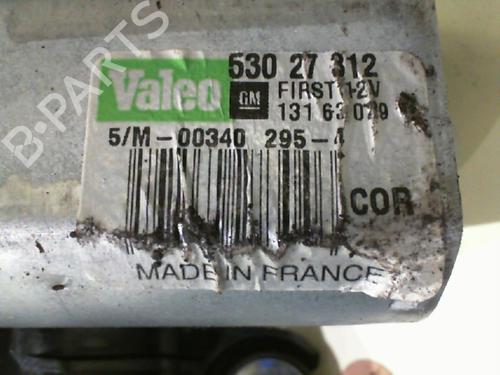 B-PARTS
Valeo 530 27 312
GM FIRST 12V
131 63 029
5/M-00340 295-4
COR
MADE IN FRANCE